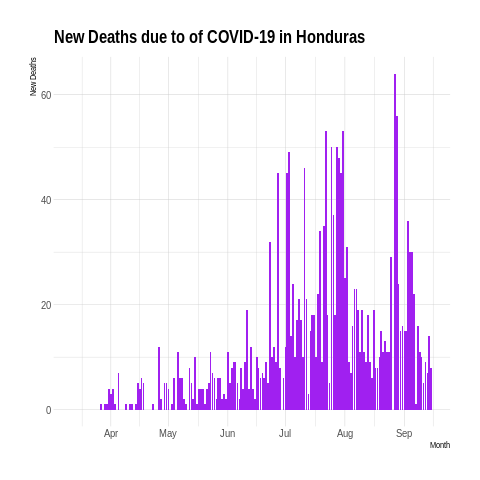 New Deaths due to of COVID-19 in Honduras
New Deaths
60
40
20
0
Apr May Jun Jul Aug Sep
Month